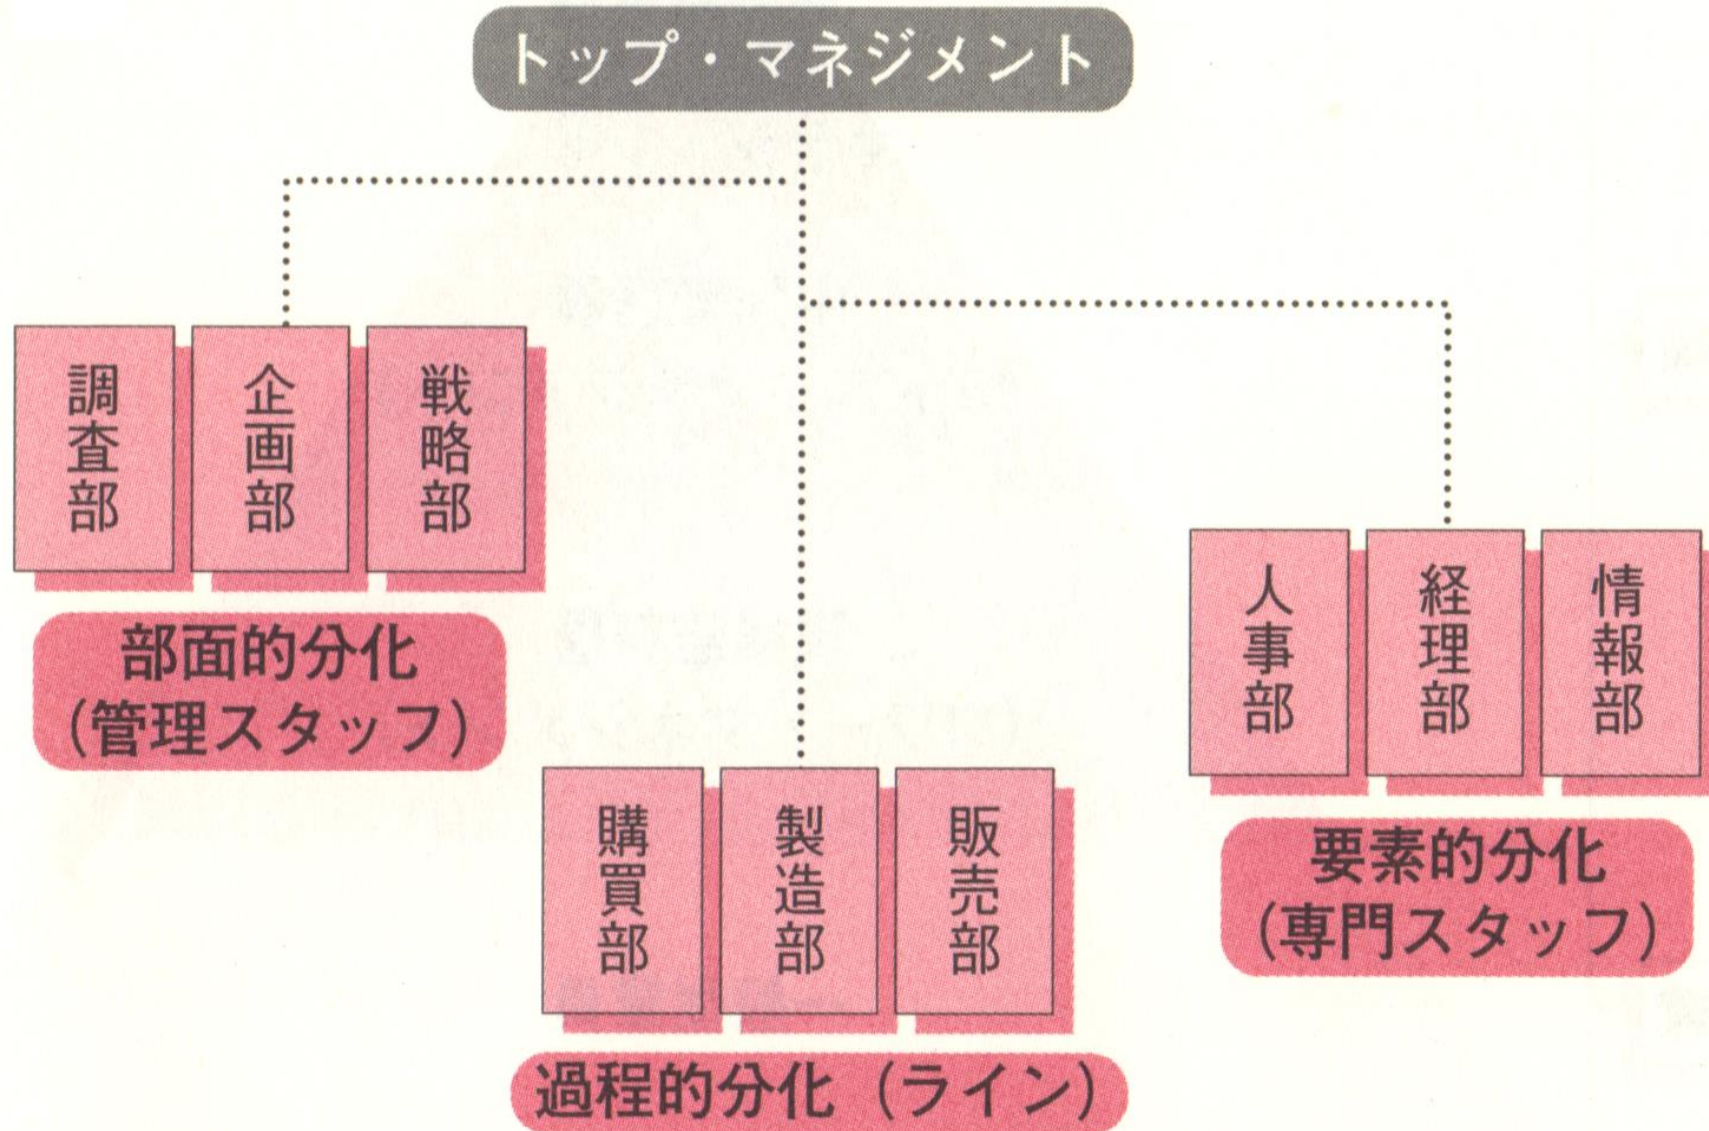 トップ・マネジメント
調査部
企画部
戦略部
部面的分化
（管理スタッフ）
人事部
経理部
情報部
要素的分化
（専門スタッフ）
購買部
製造部
販売部
過程的分化（ライン）